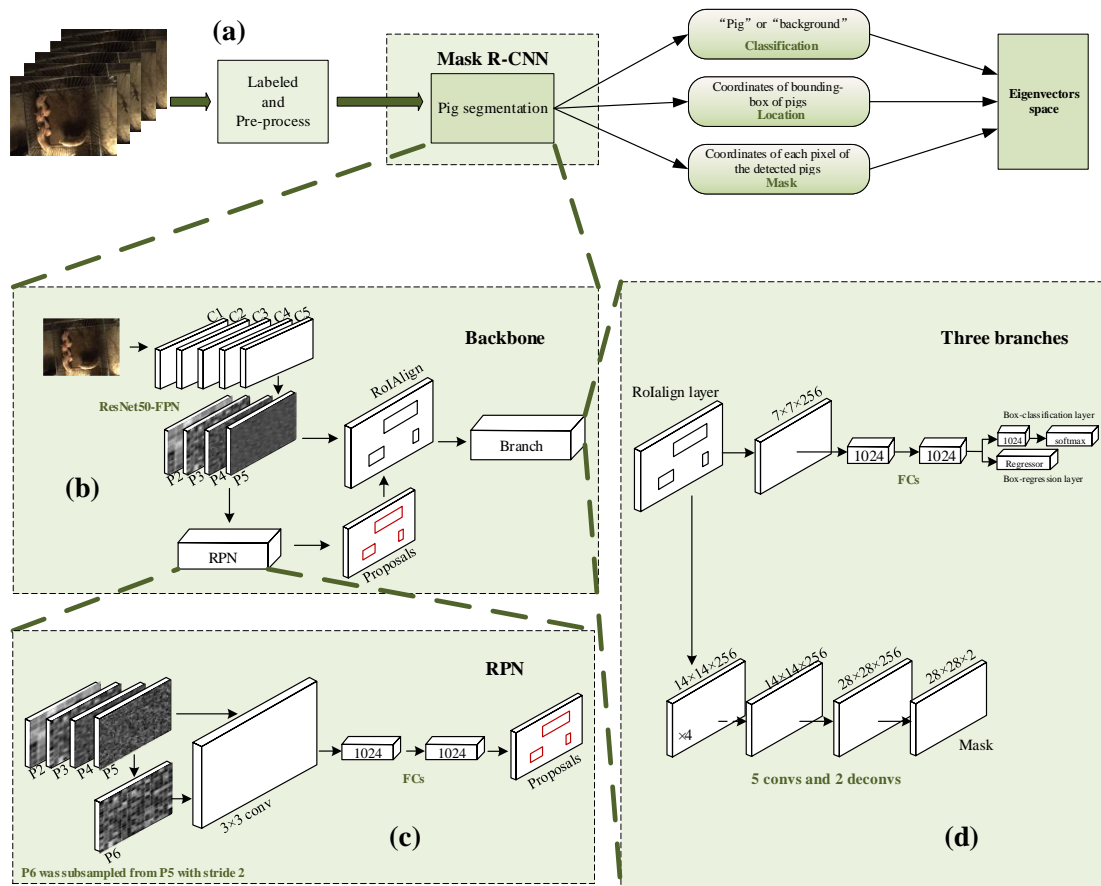 (a)
Labeled
and
Pre-process
Mask R-CNN
Pig segmentation
“Pig” or “background”
Classification
Coordinates of bounding-
box of pigs
Location
Coordinates of each pixel of
the detected pigs
Mask
Eigenvectors
space
C1
C2
C3
C4
C5
Backbone
ResNet50-FPN
RoIAlign
Branch
P2
P3
P4
P5
(b)
RPN
Proposals
RPN
P2
P3
P4
P5
P6
3×3 conv
1024
1024
FCs
Proposals
(c)
P6 was subsampled from P5 with stride 2
Three branches
RoIalign layer
7×7×256
1024
1024
FCs
Box-classification layer
1024
softmax
Regressor
Box-regression layer
14×14×256
14×14×256
28×28×256
28×28×2
×4
Mask
5 convs and 2 deconvs
(d)